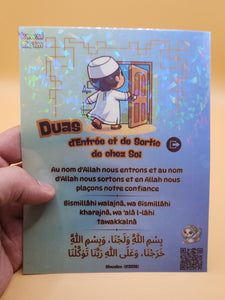 Duas
d'Entrée et de Sortie
de chez Soi
Au nom d'Allah nous entrons et au nom
d'Allah nous sortons et en Allah nous
plaçons notre confiance
Bismillâhi walajnâ, wa Bismillâhi
kharajnâ, wa 'alâ l-lâhi
tawakkalnâ
بِسْمِ اللَّهِ وَلَجْنَا، وَبِسْمِ اللَّهِ
خَرَجْنَا، وَعَلَى اللَّهِ رَبِّنَا تَوَكَّلْنَا